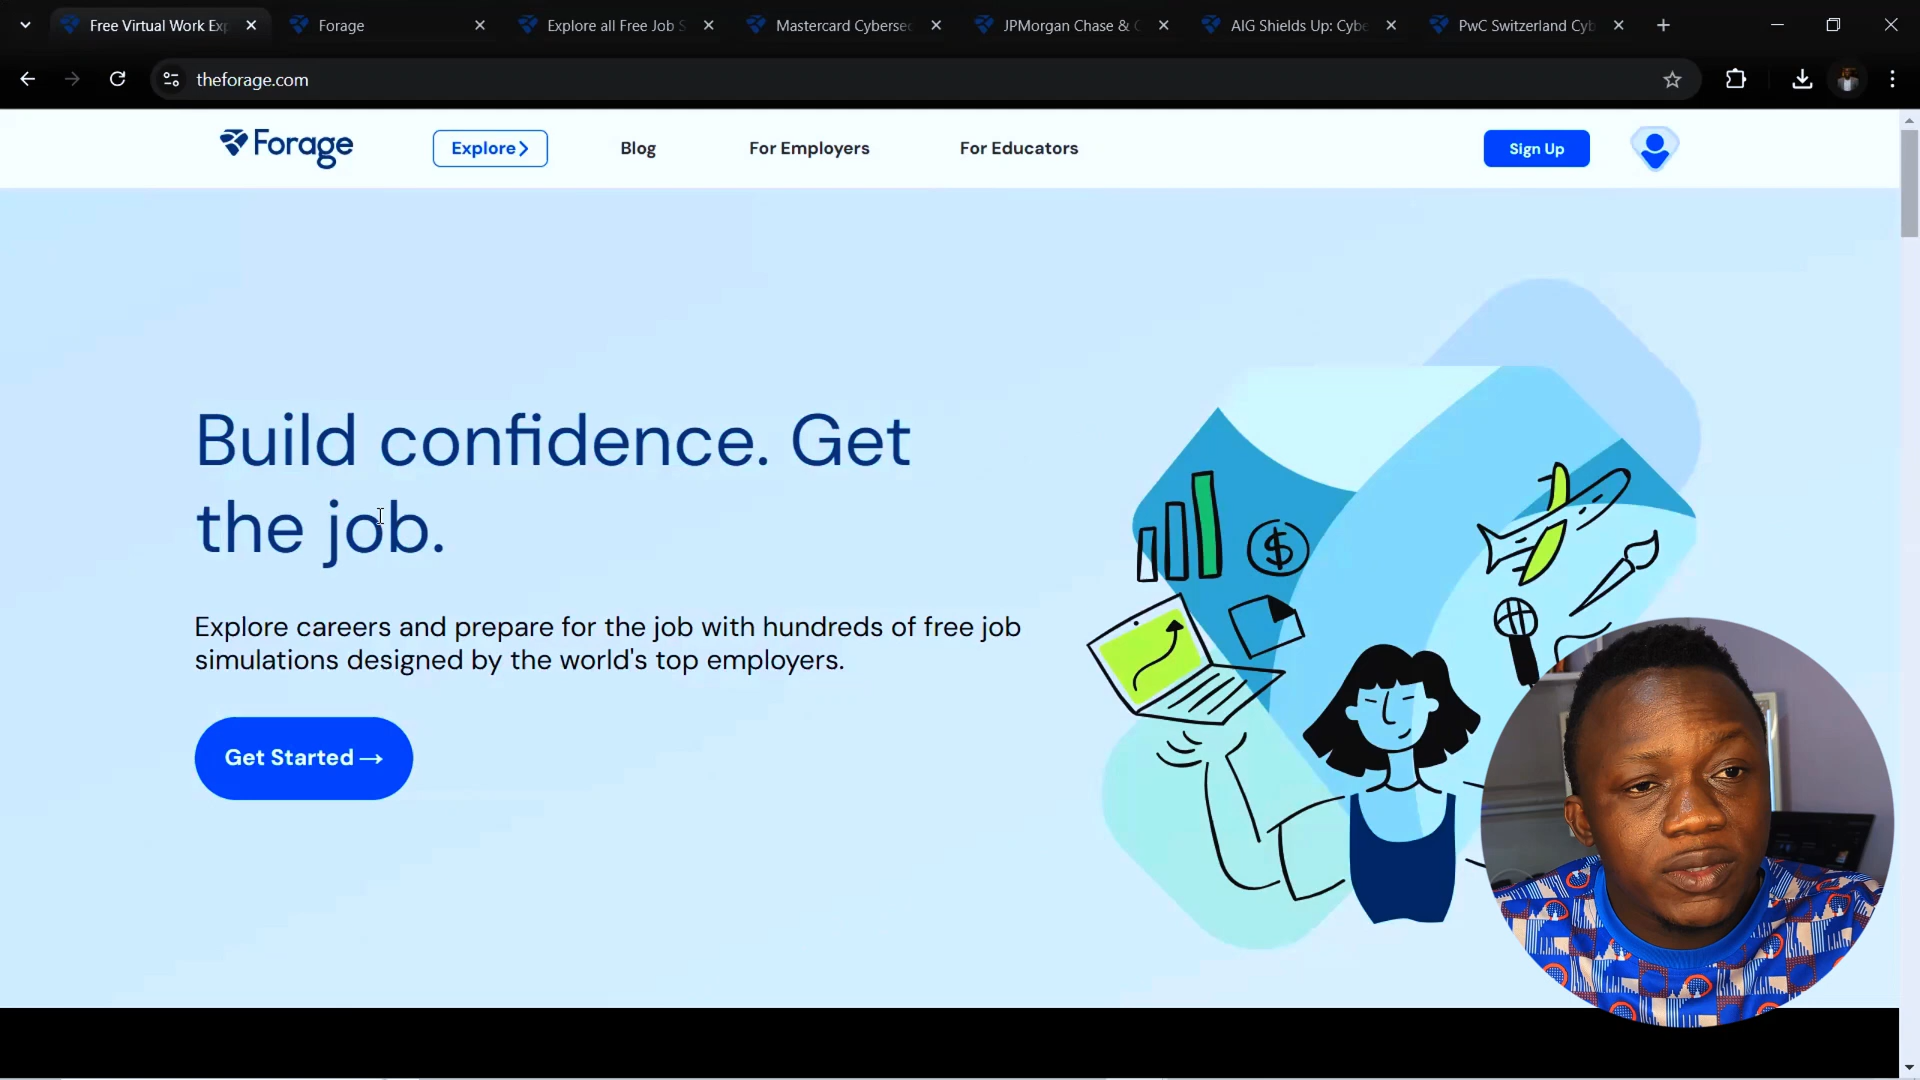 Free Virtual Work Exp
Forage
Explore all Free Job S
Mastercard Cyberse
JPMorgan Chase & C
AIG Shields Up: Cybe
PwC Switzerland Cyb
theforage.com
Forage
Explore
Blog
For Employers
For Educators
Sign Up
Build confidence. Get
the job.
Explore careers and prepare for the job with hundreds of free job
simulations designed by the world's top employers.
Get Started →
$